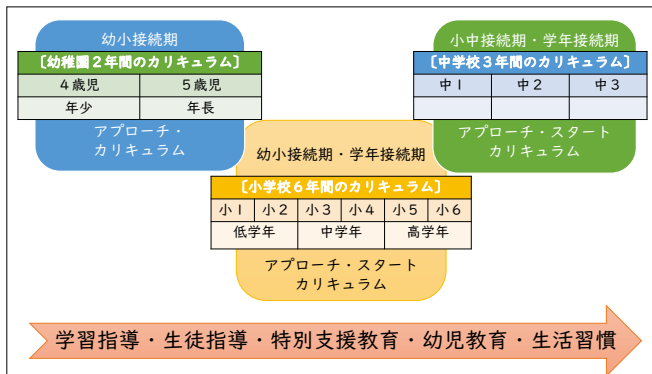 幼小接続期
〔幼稚園２年間のカリキュラム〕
４歳児 ５歳児
年少 年長
アプローチ・
カリキュラム
小中接続期・学年接続期
〔中学校３年間のカリキュラム〕
中１ 中２ 中３
アプローチ・スタート
カリキュラム
幼小接続期・学年接続期
〔小学校６年間のカリキュラム〕
小１ 小２ 小３ 小４ 小５ 小６
低学年 中学年 高学年
アプローチ・スタート
カリキュラム
学習指導・生徒指導・特別支援教育・幼児教育・生活習慣